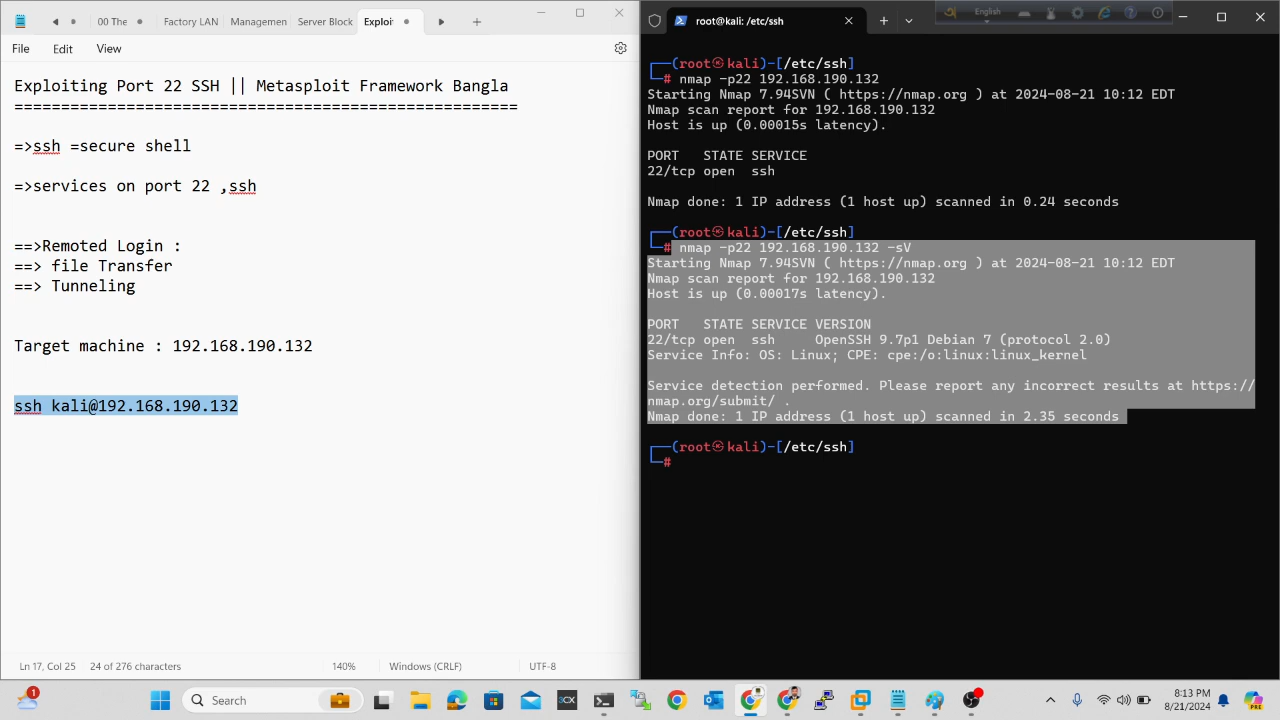 00 The
Factory LAN
Managemen
Server Block
Exploi
File
Edit
View
Exploiting Port 22 SSH || Metasploit Framework Bangla
======================================================
=>ssh =secure shell
=>services on port 22 ,ssh
==>Remoted Login :
==> file Transfer
==> Tunneling
Target machine : 192.168.190.132
ssh kali@192.168.190.132
Ln 17, Col 25
24 of 276 characters
140%
Windows (CRLF)
UTF-8
root@kali: /etc/ssh
English
┌──(root㉿kali)-[/etc/ssh]
└─# nmap -p22 192.168.190.132
Starting Nmap 7.94SVN ( https://nmap.org ) at 2024-08-21 10:12 EDT
Nmap scan report for 192.168.190.132
Host is up (0.00015s latency).
PORT   STATE SERVICE
22/tcp open  ssh
Nmap done: 1 IP address (1 host up) scanned in 0.24 seconds
┌──(root㉿kali)-[/etc/ssh]
└─# nmap -p22 192.168.190.132 -sV
Starting Nmap 7.94SVN ( https://nmap.org ) at 2024-08-21 10:12 EDT
Nmap scan report for 192.168.190.132
Host is up (0.00017s latency).
PORT   STATE SERVICE VERSION
22/tcp open  ssh     OpenSSH 9.7p1 Debian 7 (protocol 2.0)
Service Info: OS: Linux; CPE: cpe:/o:linux:linux_kernel
Service detection performed. Please report any incorrect results at https://
nmap.org/submit/ .
Nmap done: 1 IP address (1 host up) scanned in 2.35 seconds
┌──(root㉿kali)-[/etc/ssh]
└─#
1
Search
3CX
8:13 PM
8/21/2024
PRE